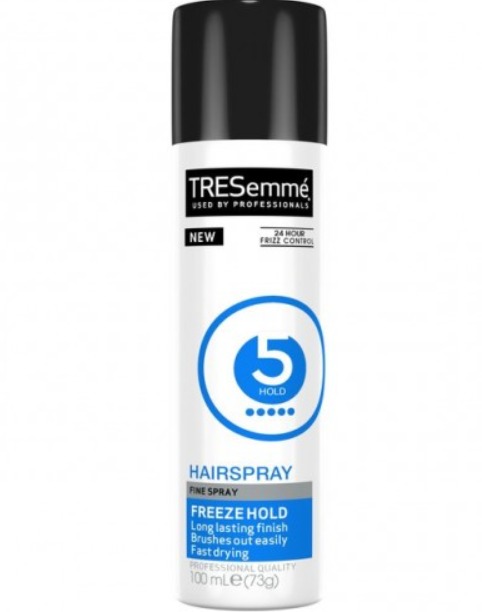 TRESemmé
USED BY PROFESSIONALS
NEW
24 HOUR
FRIZZ CONTROL
5
HOLD
HAIRSPRAY
FINE SPRAY
FREEZE HOLD
Long lasting finish
Brushes out easily
Fast drying
PROFESSIONAL QUALITY
100 mL℮(73g)